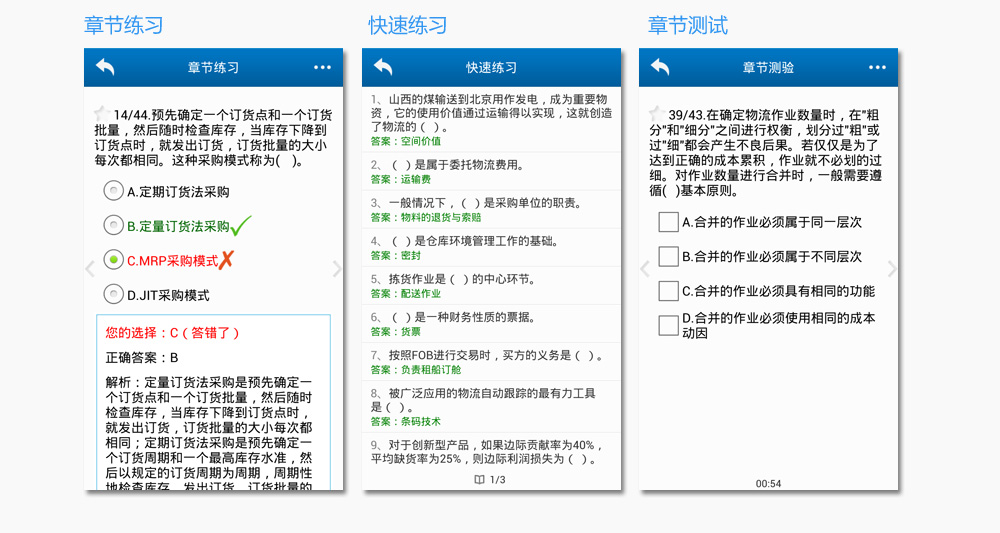 章节练习
章节练习
14/44.预先确定一个订货点和一个订货
批量，然后随时检查库存，当库存下降到
订货点时，就发出订货，订货批量的大小
每次都相同。这种采购模式称为(   )。
A.定期订货法采购
B.定量订货法采购
C.MRP采购模式
D.JIT采购模式
您的选择：C（答错了）
正确答案：B
解析：定量订货法采购是预先确定一
个订货点和一个订货批量，然后随时
检查库存，当库存下降到订货点时，
就发出订货，订货批量的大小每次都
相同；定期订货法采购是预先确定一
个订货周期和一个最高库存水准，然
后以规定的订货周期为周期，周期性
地检查库存，发出订货，订货批量的
快速练习
快速练习
1、山西的煤输送到北京用作发电，成为重要物
资，它的使用价值通过运输得以实现，这就创造
了物流的（  ）。
答案：空间价值
2、（  ）是属于委托物流费用。
答案：运输费
3、一般情况下，（  ）是采购单位的职责。
答案：物料的退货与索赔
4、（  ）是仓库环境管理工作的基础。
答案：密封
5、拣货作业是（  ）的中心环节。
答案：配送作业
6、（  ）是一种财务性质的票据。
答案：货票
7、按照FOB进行交易时，买方的义务是（  ）。
答案：负责租船订舱
8、被广泛应用的物流自动跟踪的最有力工具
是（  ）。
答案：条码技术
9、对于创新型产品，如果边际贡献率为40%，
平均缺货率为25%，则边际利润损失为（  ）。
1/3
章节测试
章节测验
39/43.在确定物流作业数量时，在"粗
分"和"细分"之间进行权衡，划分过"粗"或
过"细"都会产生不良后果。若仅仅是为了
达到正确的成本累积，作业就不必划的过
细。对作业数量进行合并时，一般需要遵
循(  )基本原则。
A.合并的作业必须属于同一层次
B.合并的作业必须属于不同层次
C.合并的作业必须具有相同的功能
D.合并的作业必须使用相同的成本
动因
00:54